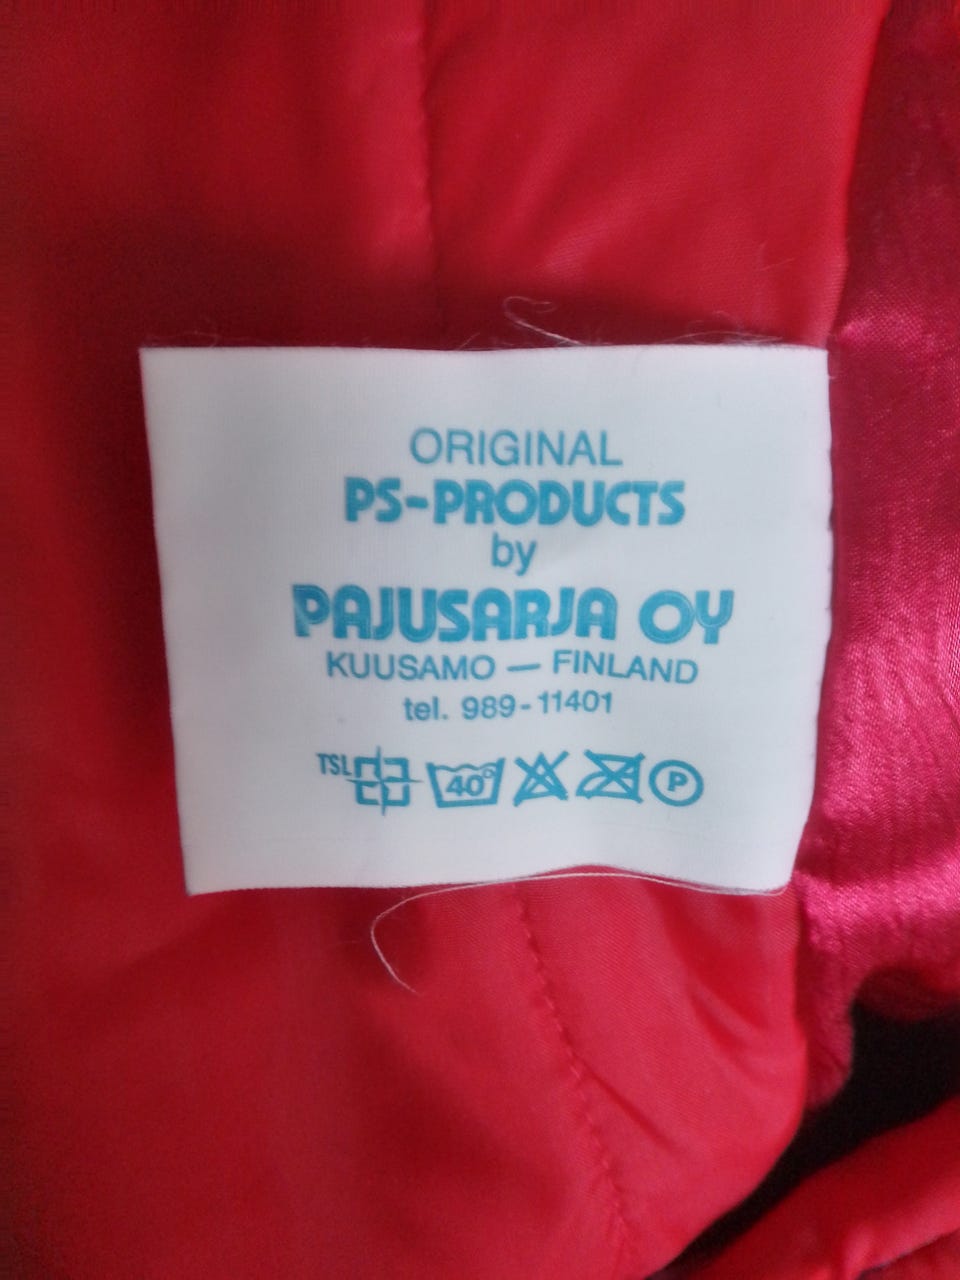 ORIGINAL
PS-PRODUCTS
by
PAJUSARJA OY
KUUSAMO — FINLAND
tel. 989-11401
TSL 40° P